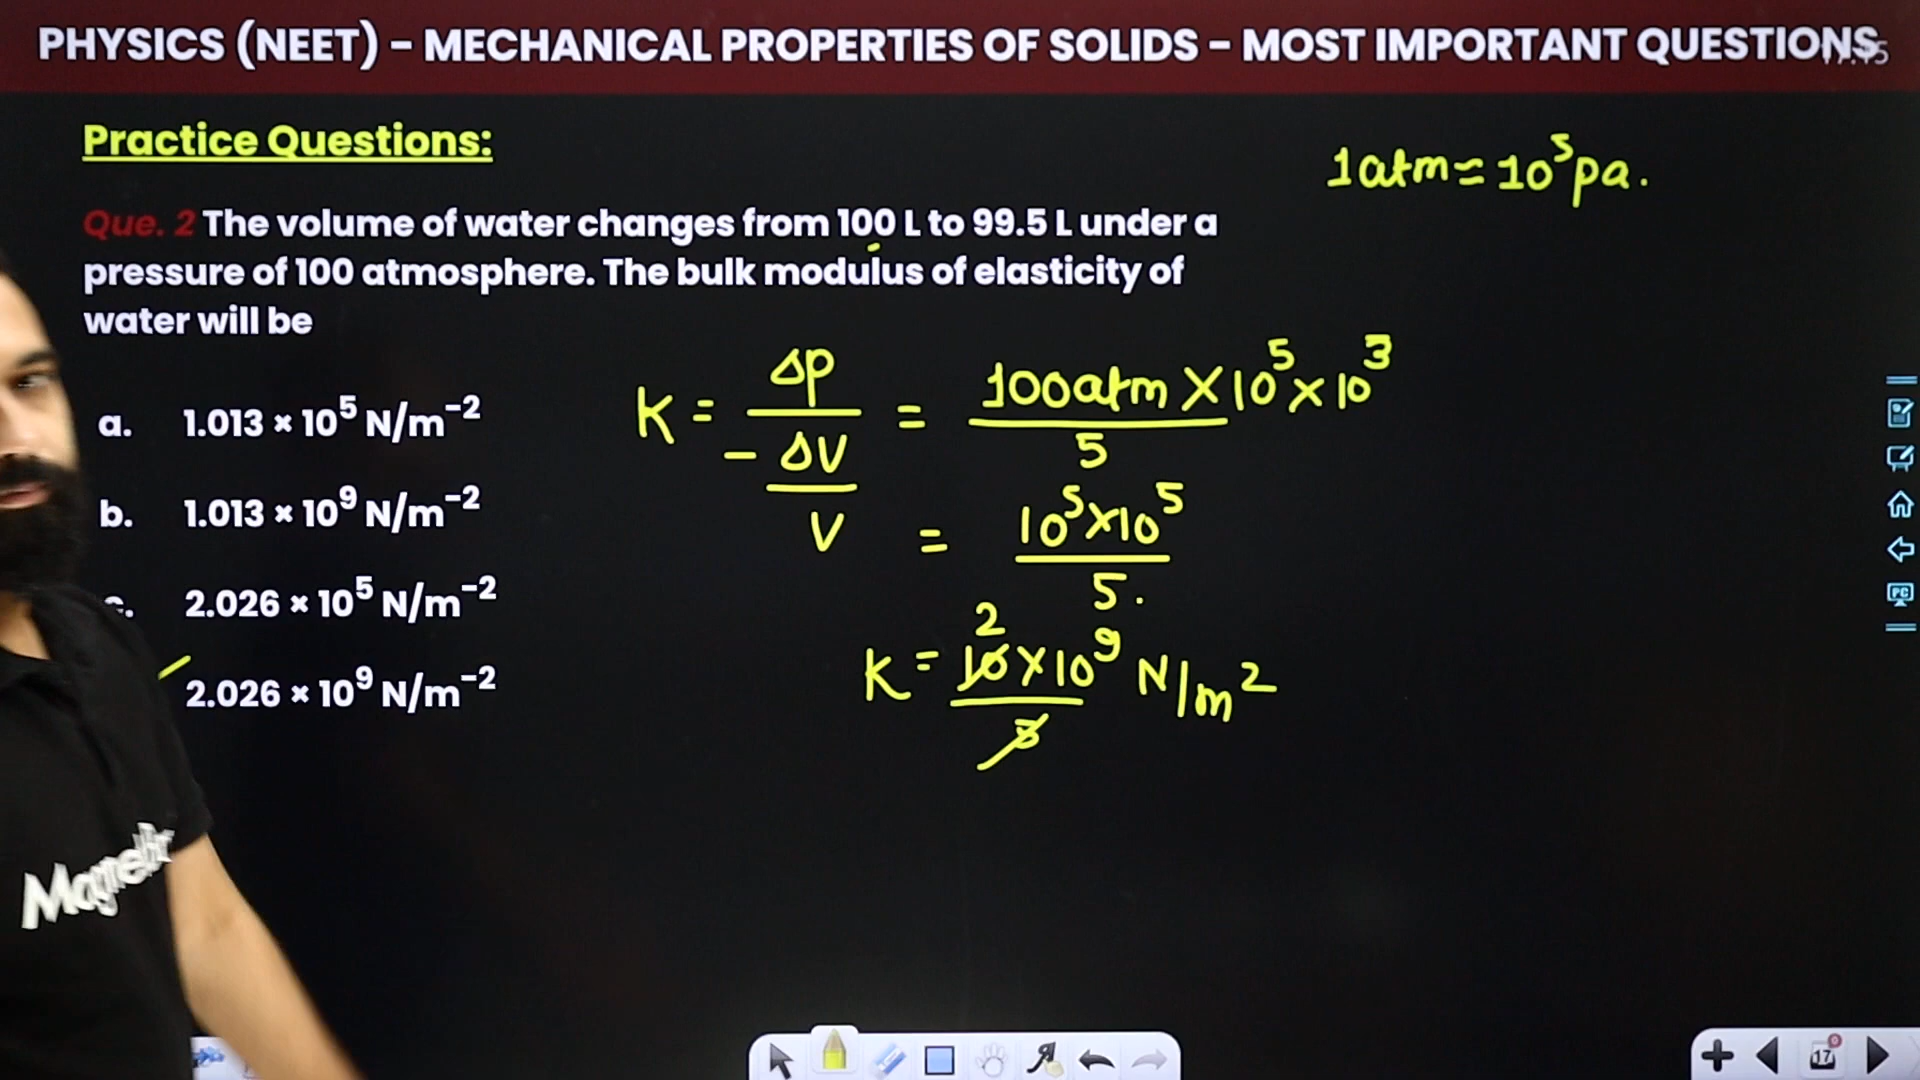 PHYSICS (NEET) – MECHANICAL PROPERTIES OF SOLIDS – MOST IMPORTANT QUESTIONS
Practice Questions:
1atm = 10⁵pa.
Que. 2 The volume of water changes from 100 L to 99.5 L under a
pressure of 100 atmosphere. The bulk modulus of elasticity of
water will be
a. 1.013 × 10⁵ N/m⁻²
b. 1.013 × 10⁹ N/m⁻²
c. 2.026 × 10⁵ N/m⁻²
2.026 × 10⁹ N/m⁻²
K = Δp / (- ΔV / V) = 100atm × 10⁵ × 10³ / 5
= 10⁵×10⁵ / 5.
2
K = 10×10⁹ / 5 N/m²
Magnetic
17
PC